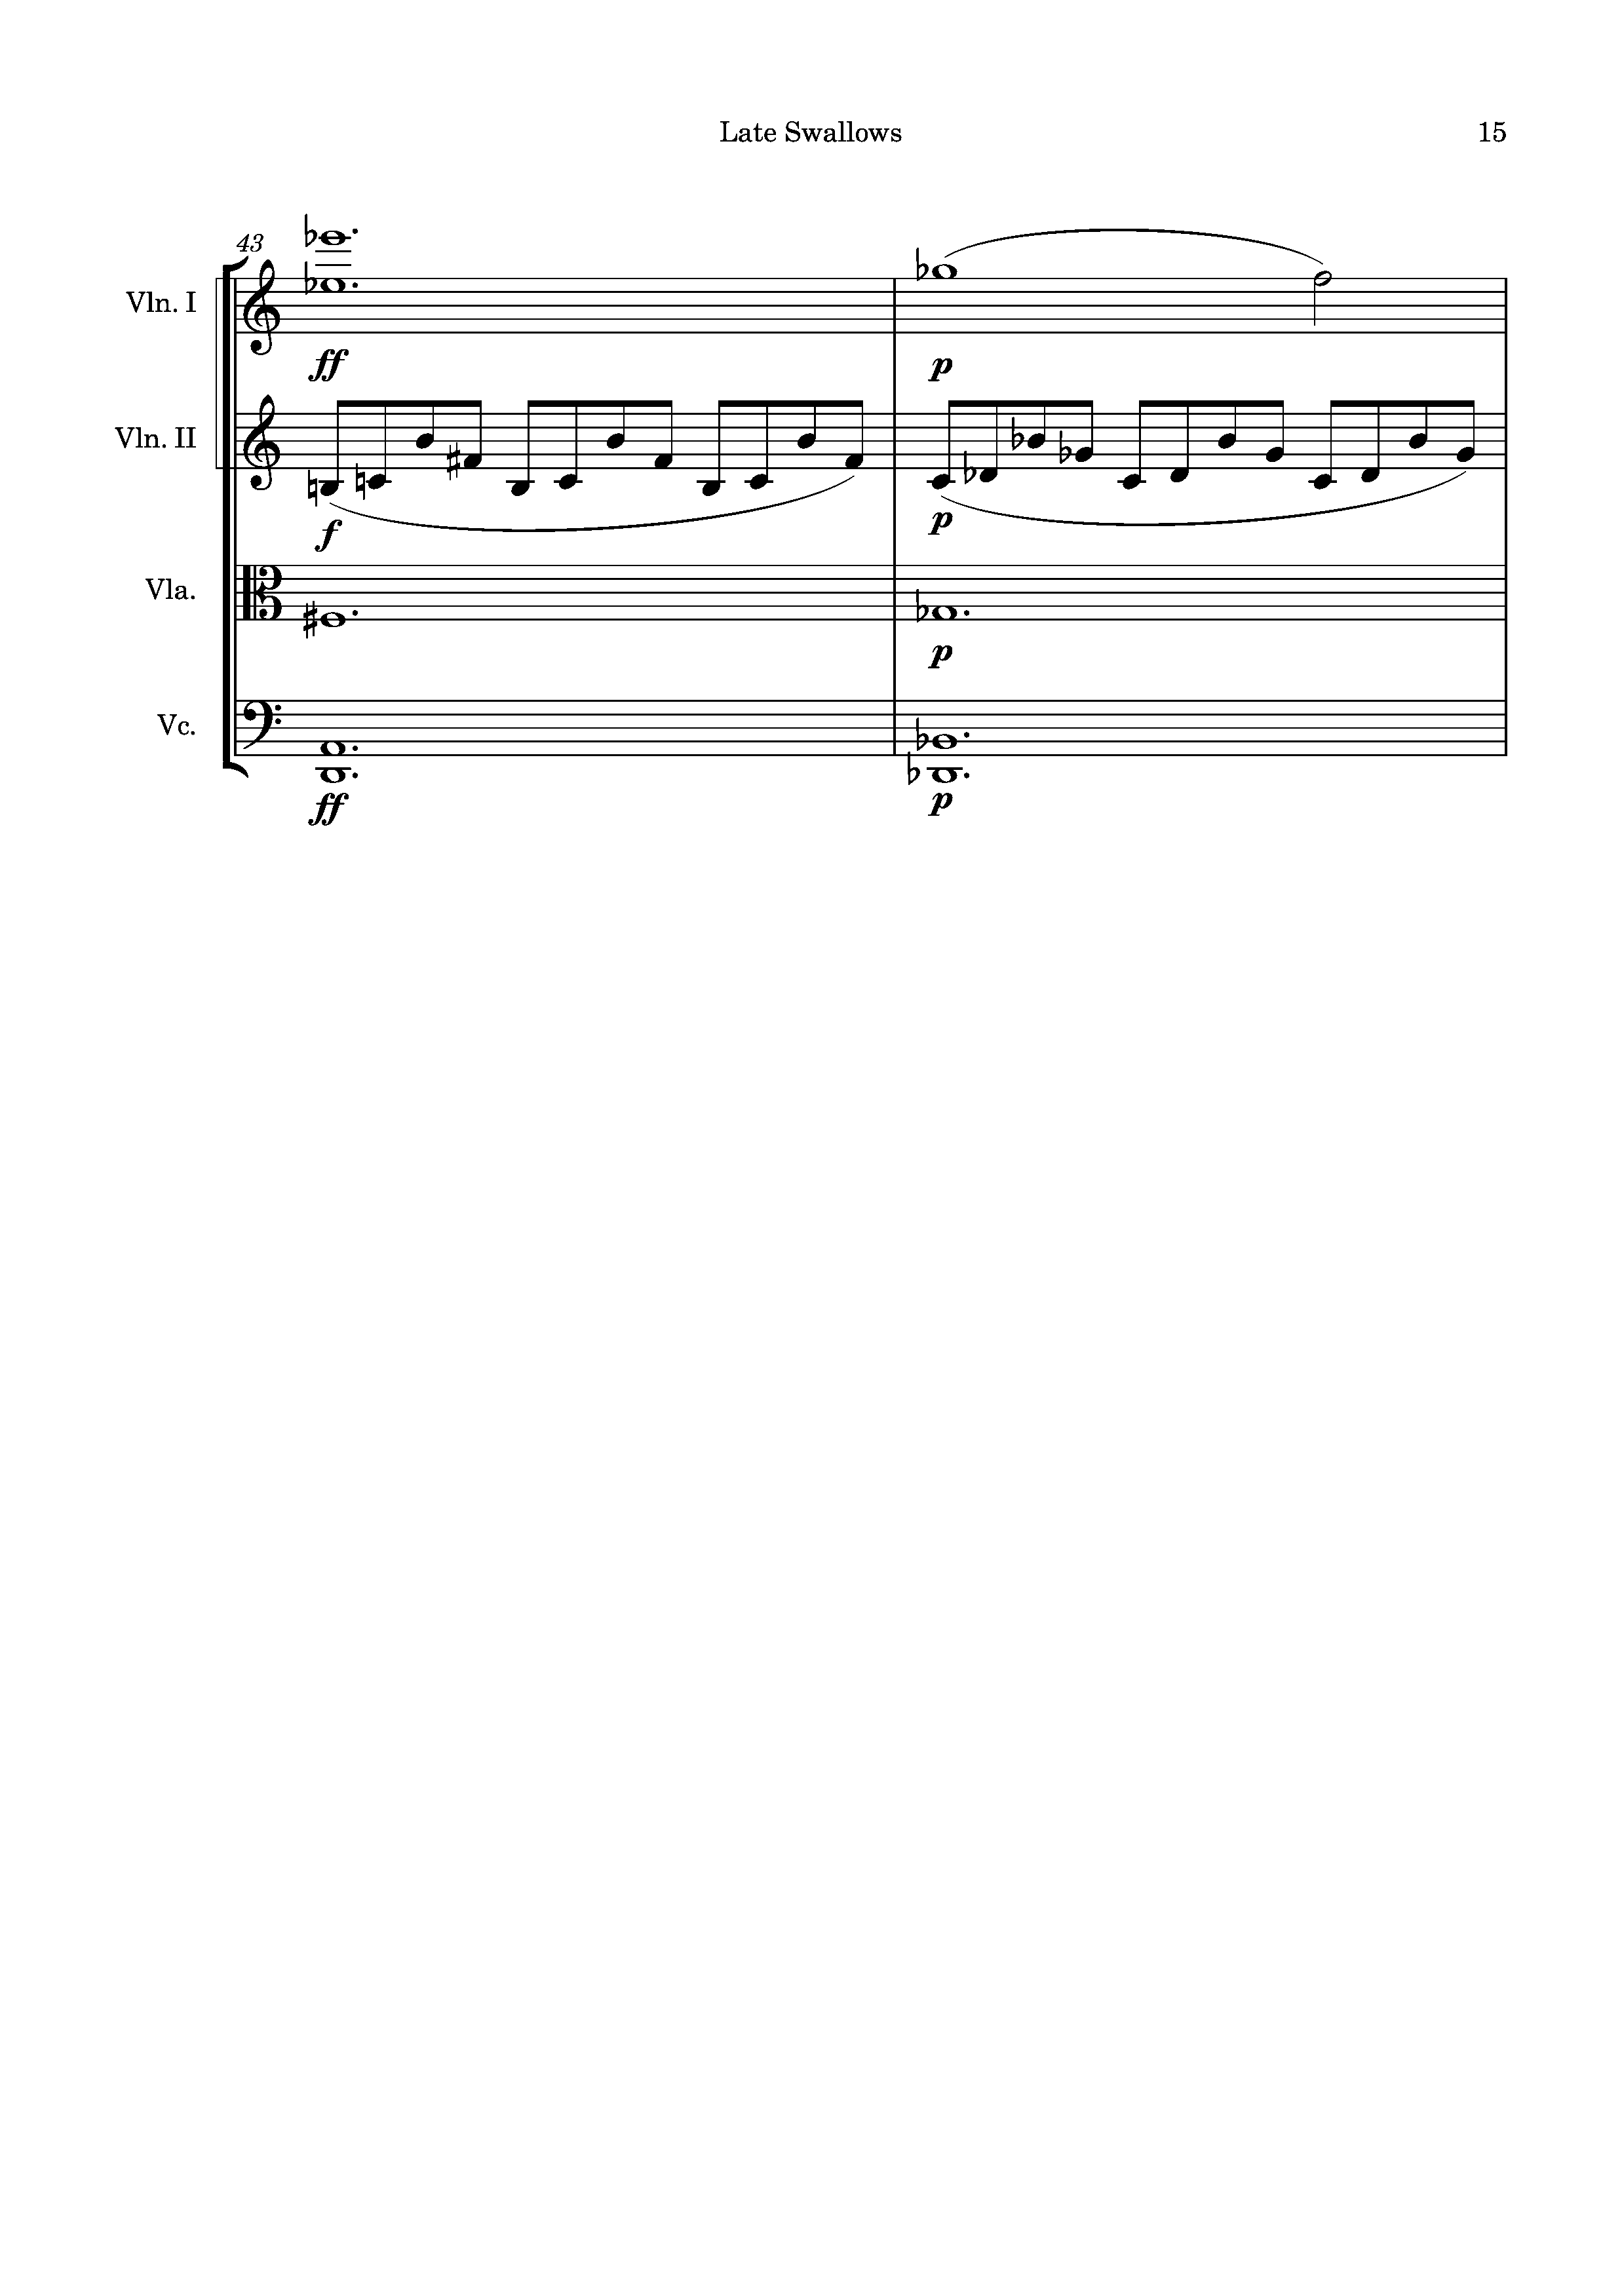 Late Swallows 15
43
Vln. I
ff p
Vln. II
f p
Vla.
p
Vc.
ff p